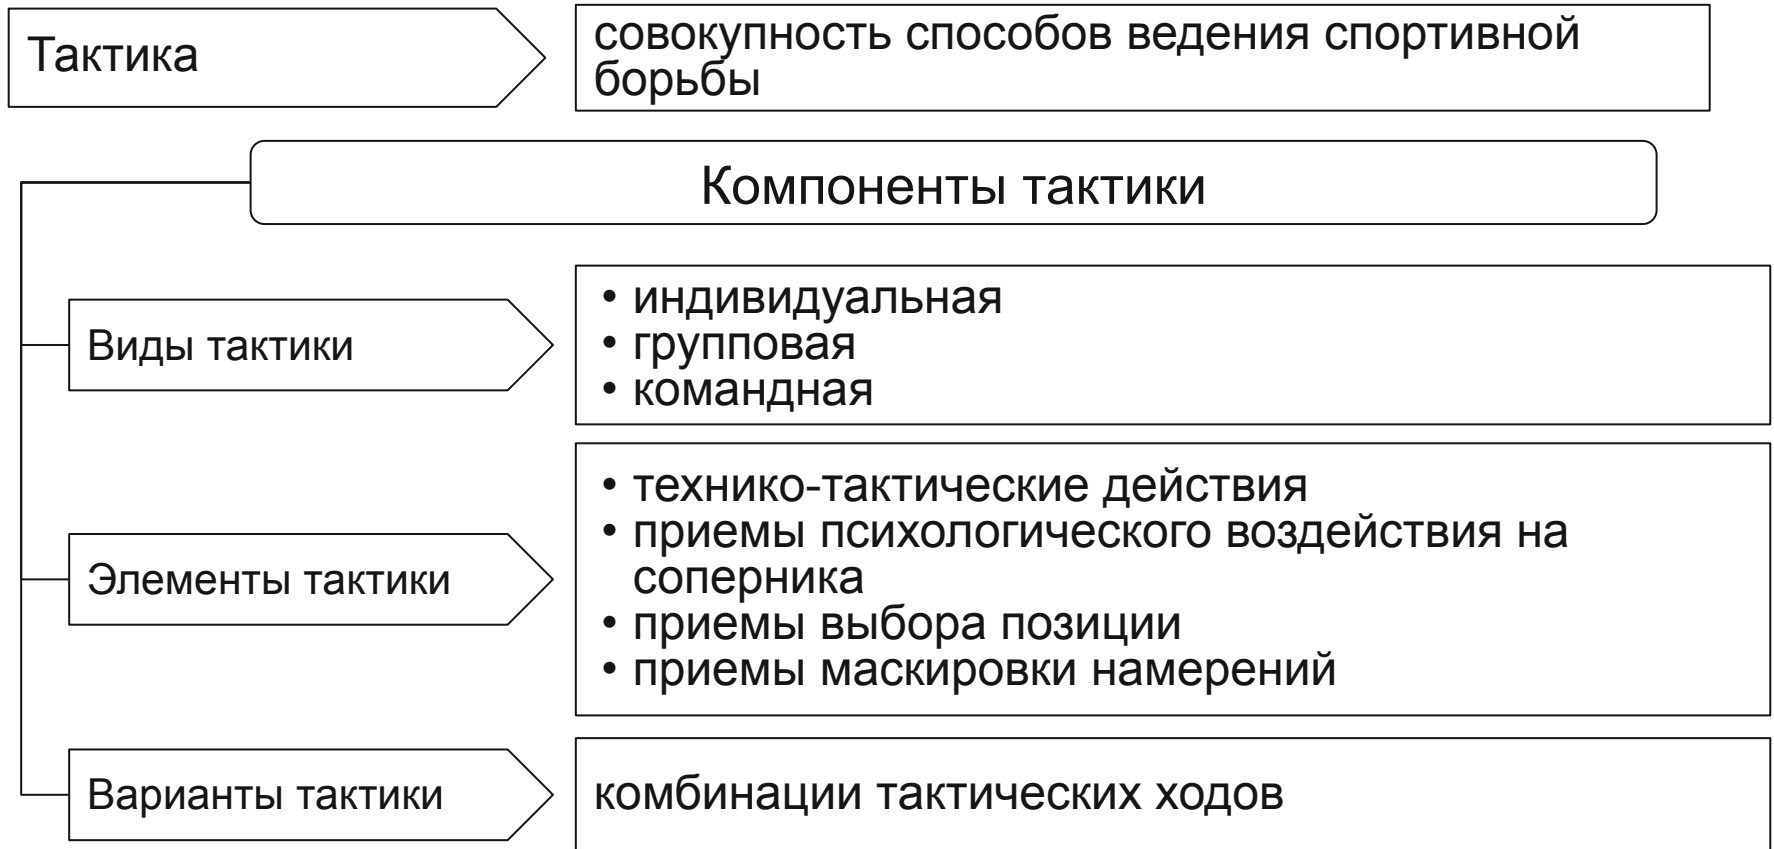 Тактика
совокупность способов ведения спортивной
борьбы
Компоненты тактики
Виды тактики
• индивидуальная
• групповая
• командная
Элементы тактики
• технико-тактические действия
• приемы психологического воздействия на
соперника
• приемы выбора позиции
• приемы маскировки намерений
Варианты тактики
комбинации тактических ходов